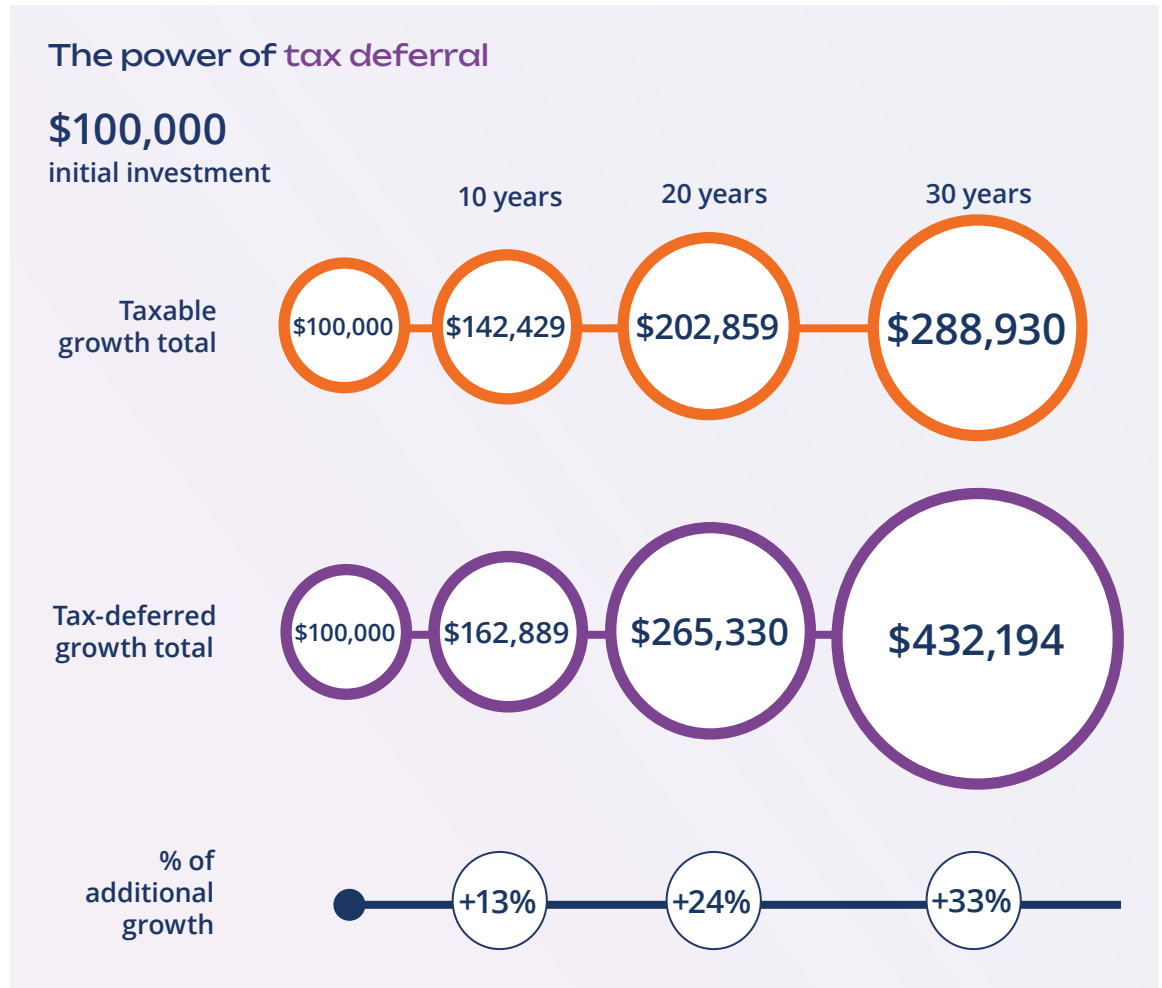 The power of tax deferral
$100,000
initial investment
10 years
20 years
30 years
Taxable
growth total
$100,000
$142,429
$202,859
$288,930
Tax-deferred
growth total
$100,000
$162,889
$265,330
$432,194
% of
additional
growth
+13%
+24%
+33%